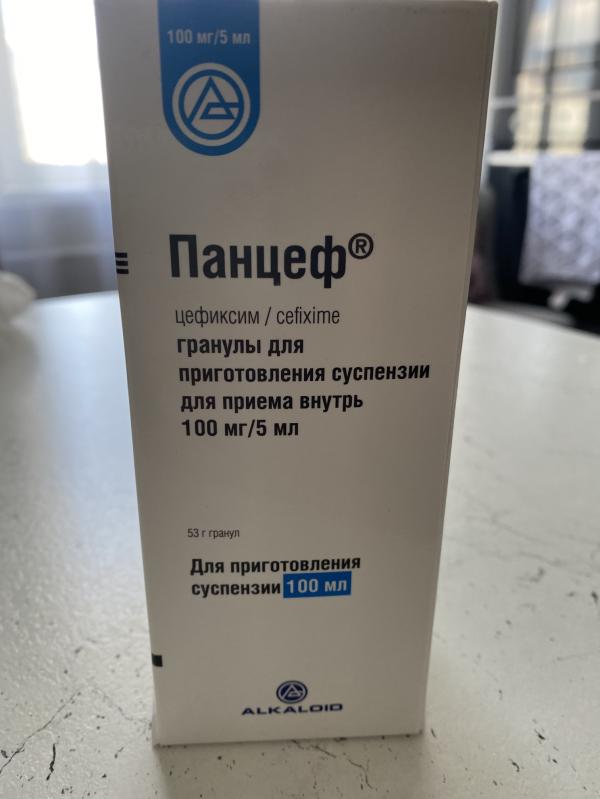 100 мг/5 мл
Панцеф®
цефиксим / cefixime
гранулы для
приготовления суспензии
для приема внутрь
100 мг/5 мл
53 г гранул
Для приготовления
суспензии 100 мл
ALKALOID